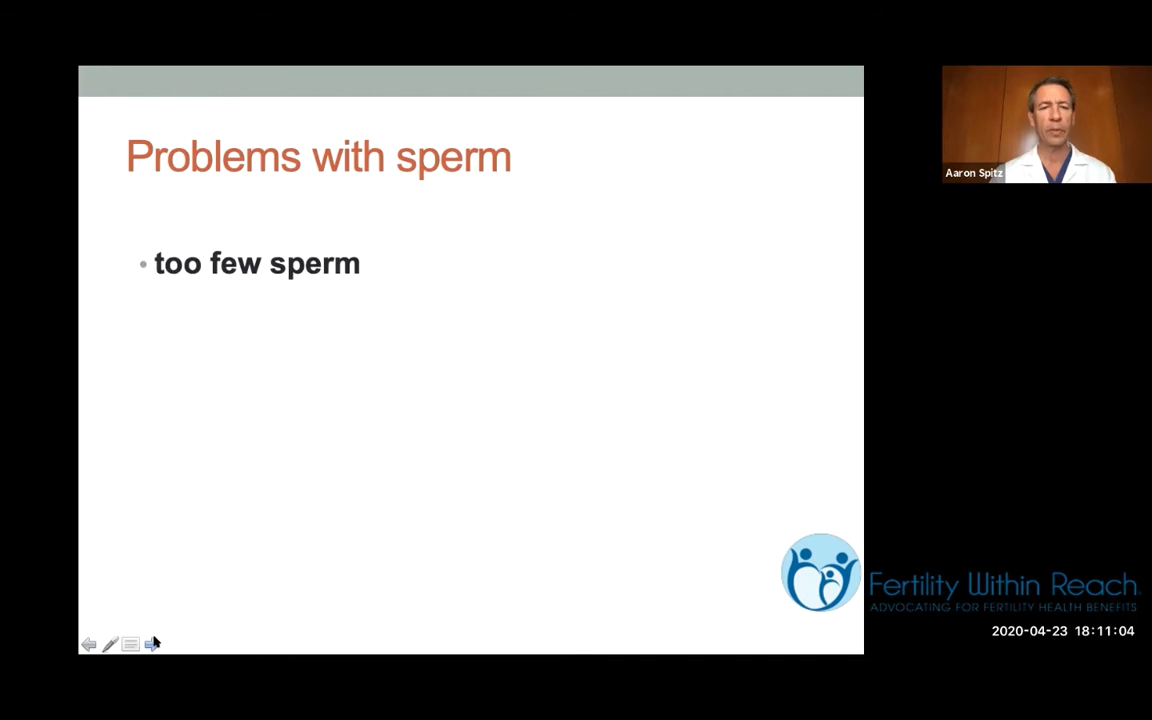 Problems with sperm
• too few sperm
Aaron Spitz
Fertility Within Reach®
ADVOCATING FOR FERTILITY HEALTH BENEFITS
2020-04-23 18:11:04